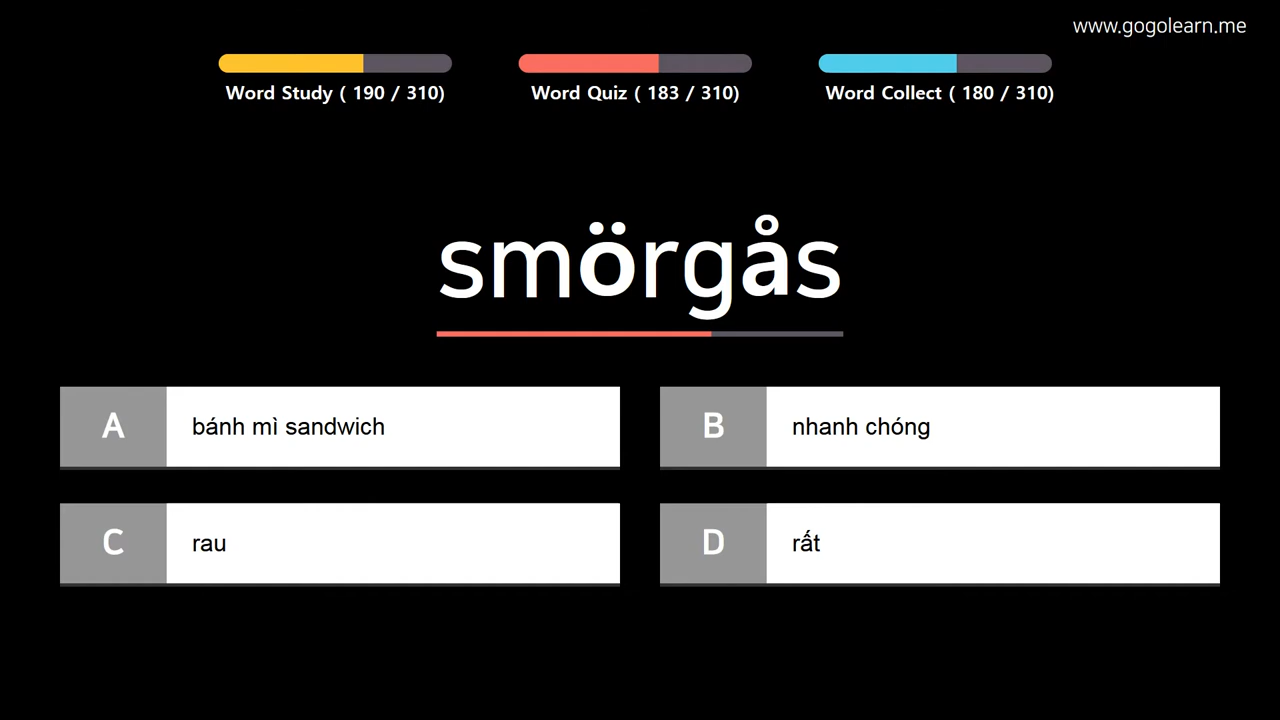 www.gogolearn.me
Word Study ( 190 / 310)
Word Quiz ( 183 / 310)
Word Collect ( 180 / 310)
smörgås
A bánh mì sandwich
B nhanh chóng
C rau
D rất